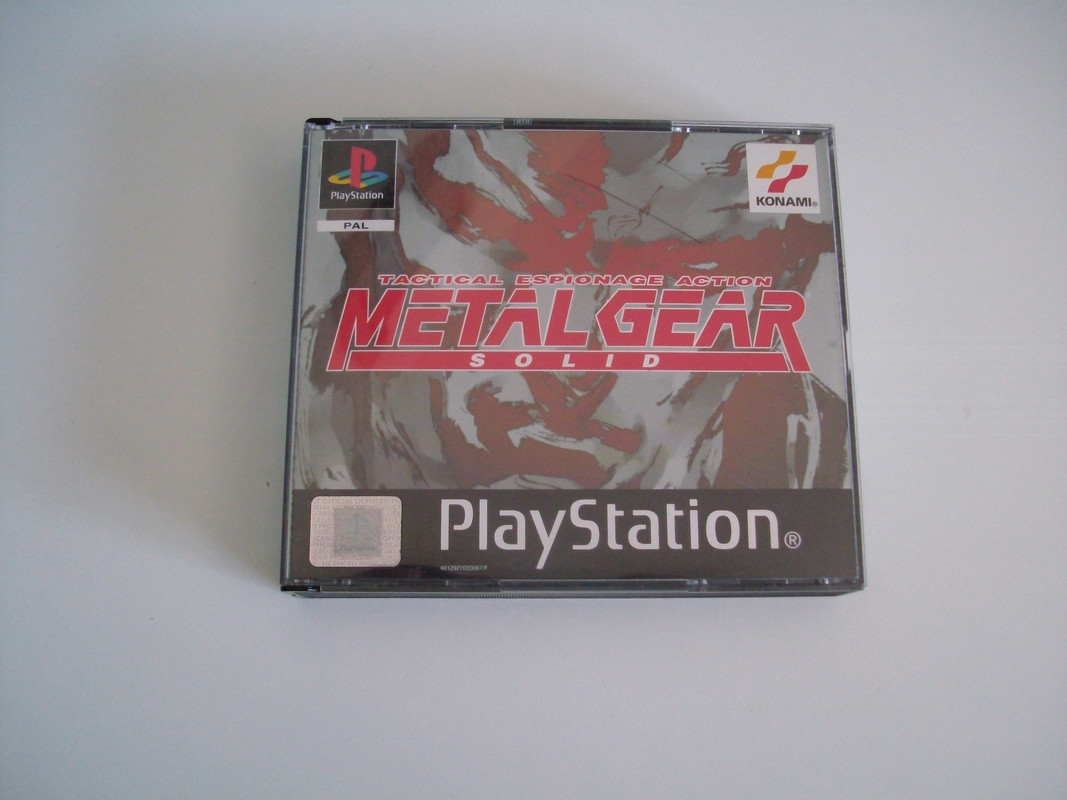 PlayStation
PAL
KONAMI®
TACTICAL ESPIONAGE ACTION
METAL GEAR
SOLID
PlayStation®